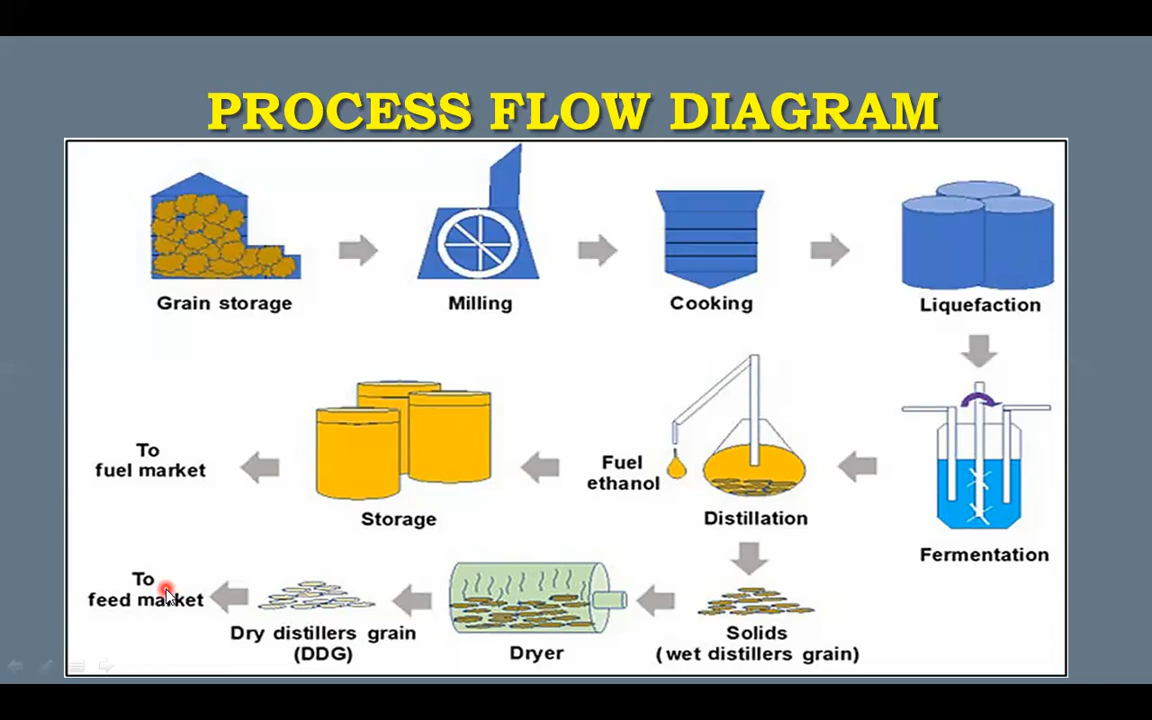 PROCESS FLOW DIAGRAM
Grain storage
Milling
Cooking
Liquefaction
To
fuel market
Storage
Fuel
ethanol
Distillation
Fermentation
To
feed market
Dry distillers grain
(DDG)
Dryer
Solids
(wet distillers grain)